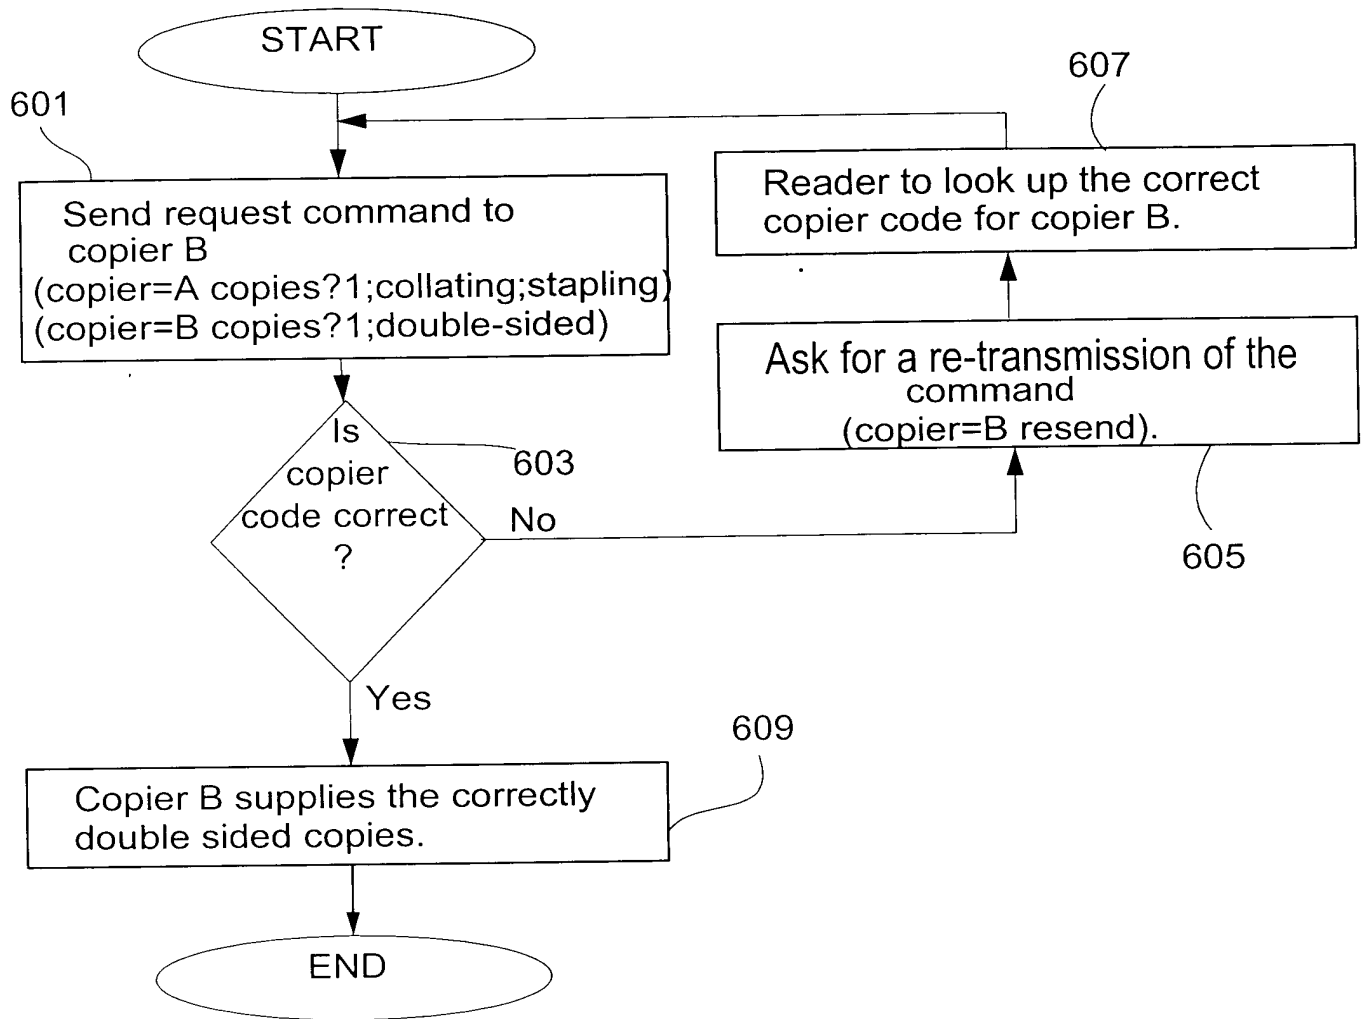 START
601
Send request command to
copier B
(copier=A copies?1;collating;stapling)
(copier=B copies?1;double-sided)
Is
copier
code correct
?
603
No
Yes
607
Reader to look up the correct
copier code for copier B.
Ask for a re-transmission of the
command
(copier=B resend).
605
609
Copier B supplies the correctly
double sided copies.
END